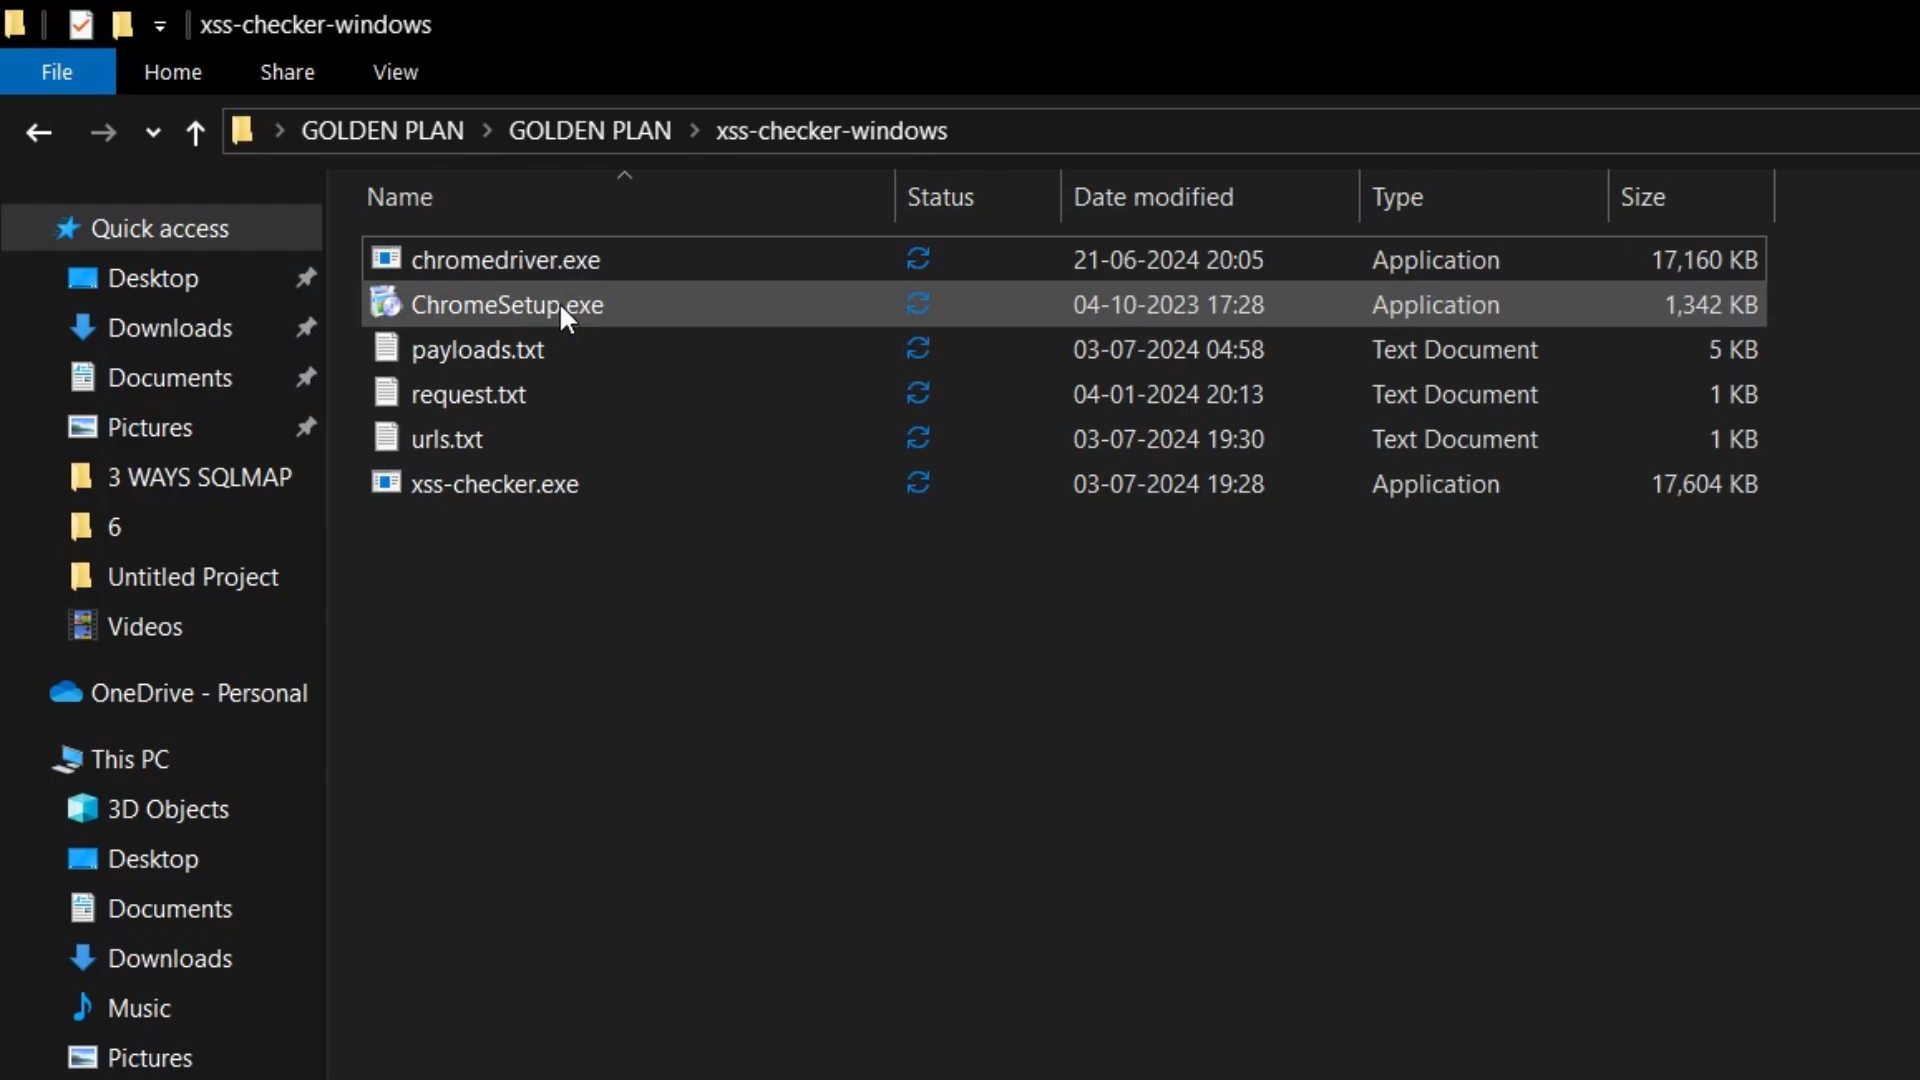 xss-checker-windows
File Home Share View
GOLDEN PLAN > GOLDEN PLAN > xss-checker-windows
Name Status Date modified Type Size
Quick access
Desktop
Downloads
Documents
Pictures
3 WAYS SQLMAP
6
Untitled Project
Videos
OneDrive - Personal
This PC
3D Objects
Desktop
Documents
Downloads
Music
Pictures
chromedriver.exe 21-06-2024 20:05 Application 17,160 KB
ChromeSetup.exe 04-10-2023 17:28 Application 1,342 KB
payloads.txt 03-07-2024 04:58 Text Document 5 KB
request.txt 04-01-2024 20:13 Text Document 1 KB
urls.txt 03-07-2024 19:30 Text Document 1 KB
xss-checker.exe 03-07-2024 19:28 Application 17,604 KB